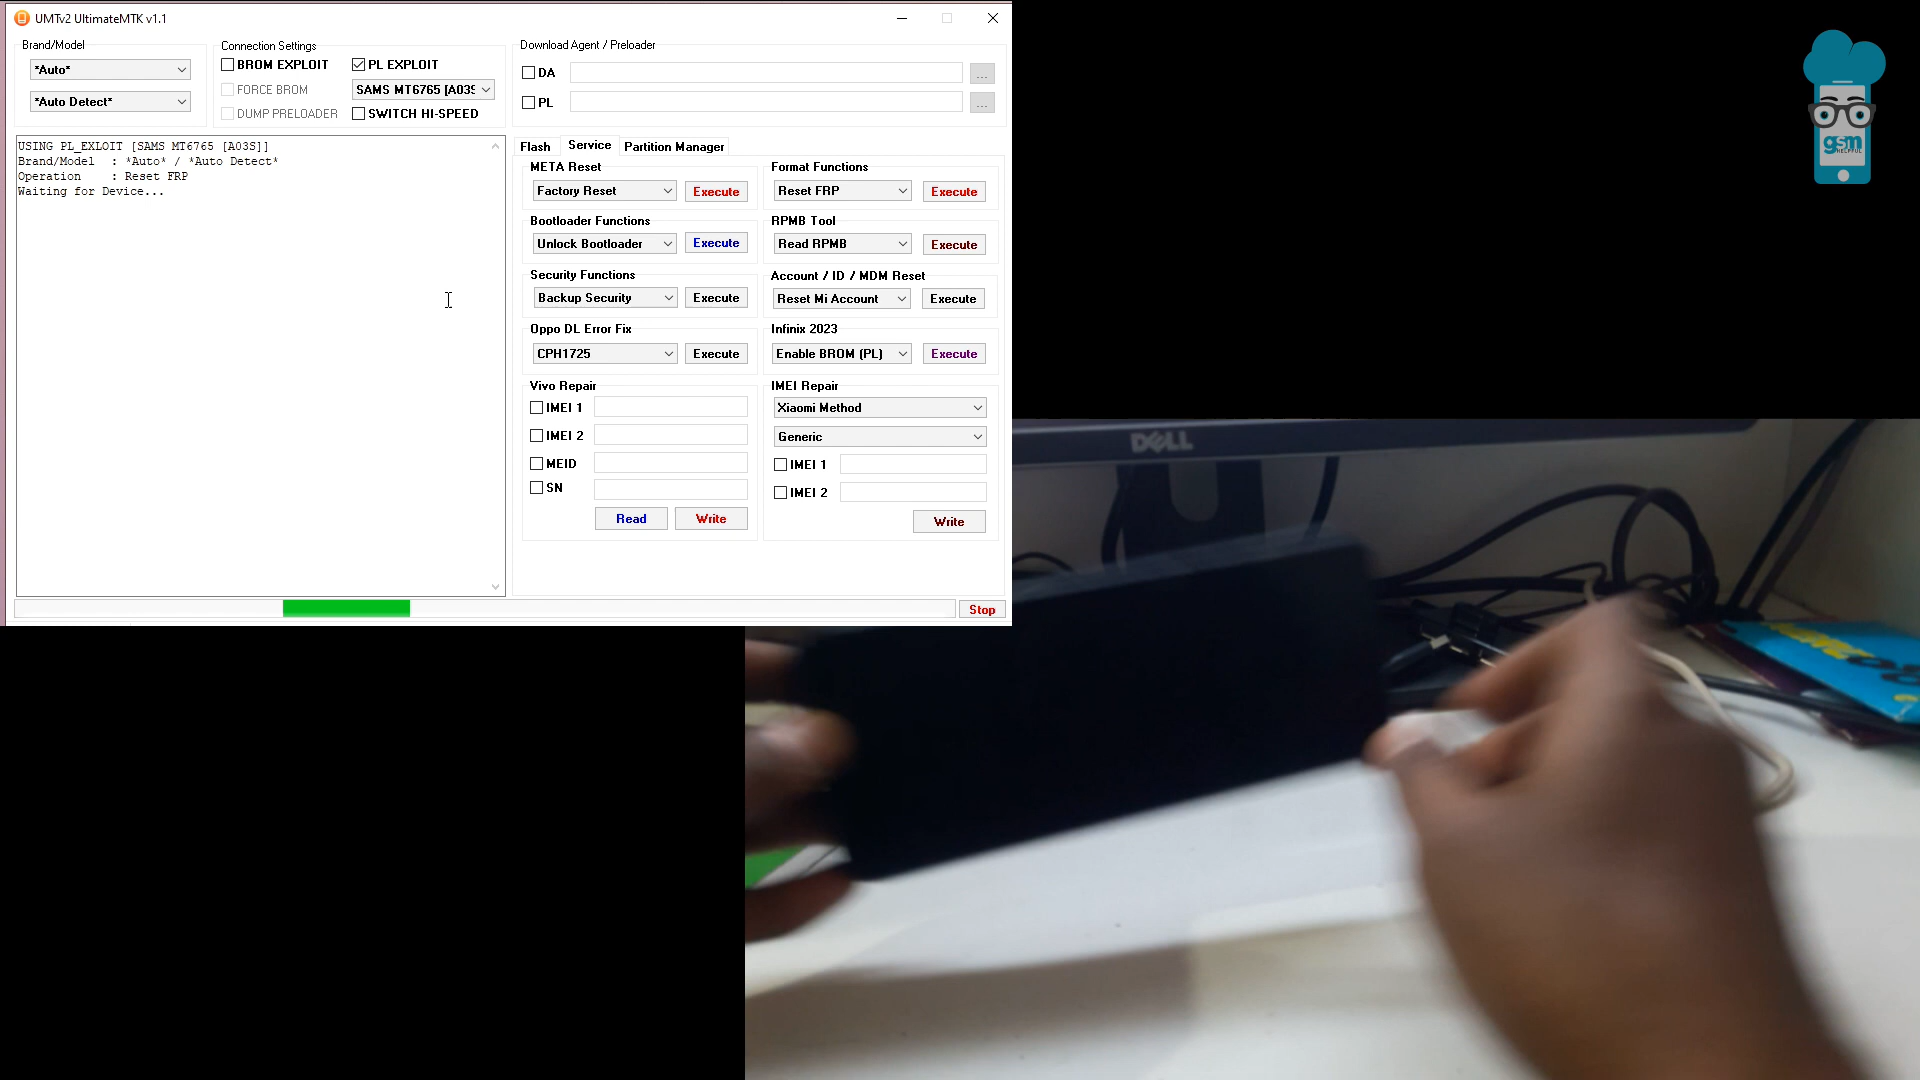 UMTv2 UltimateMTK v1.1
Brand/Model
*Auto*
*Auto Detect*
Connection Settings
BROM EXPLOIT
PL EXPLOIT
FORCE BROM
SAMS MT6765 [A03S
DUMP PRELOADER
SWITCH HI-SPEED
Download Agent / Preloader
DA
...
PL
...
USING PL_EXLOIT [SAMS MT6765 [A03S]]
Brand/Model : *Auto* / *Auto Detect*
Operation : Reset FRP
Waiting for Device...
Flash
Service
Partition Manager
META Reset
Factory Reset
Execute
Format Functions
Reset FRP
Execute
Bootloader Functions
Unlock Bootloader
Execute
RPMB Tool
Read RPMB
Execute
Security Functions
Backup Security
Execute
Account / ID / MDM Reset
Reset Mi Account
Execute
Oppo DL Error Fix
CPH1725
Execute
Infinix 2023
Enable BROM (PL)
Execute
Vivo Repair
IMEI 1
IMEI 2
MEID
SN
Read
Write
IMEI Repair
Xiaomi Method
Generic
IMEI 1
IMEI 2
Write
Stop
gsm
HELPFUL
DELL